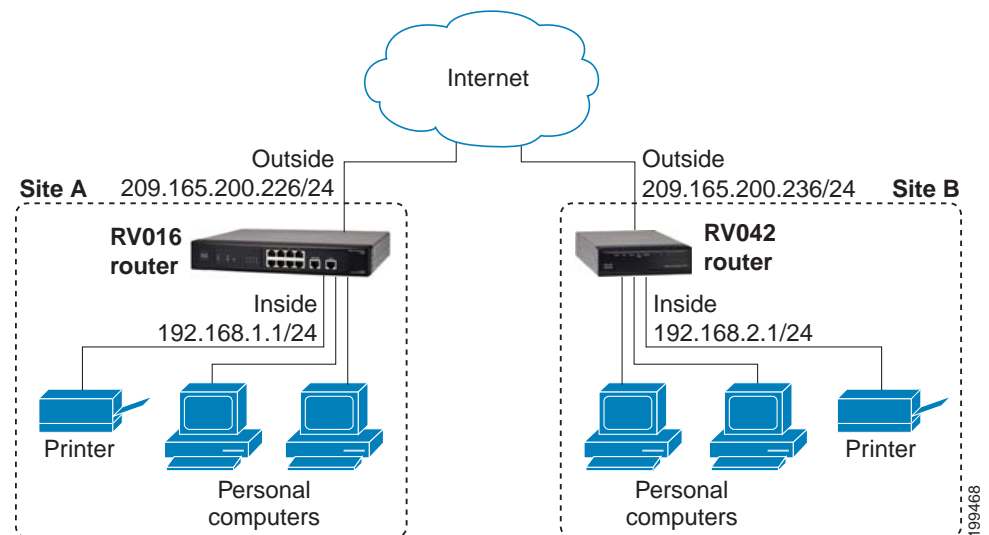 Internet
Outside
209.165.200.226/24
Site A
Outside
209.165.200.236/24
Site B
RV016
router
RV042
router
Inside
192.168.1.1/24
Inside
192.168.2.1/24
Printer
Personal
computers
Personal
computers
Printer
199468